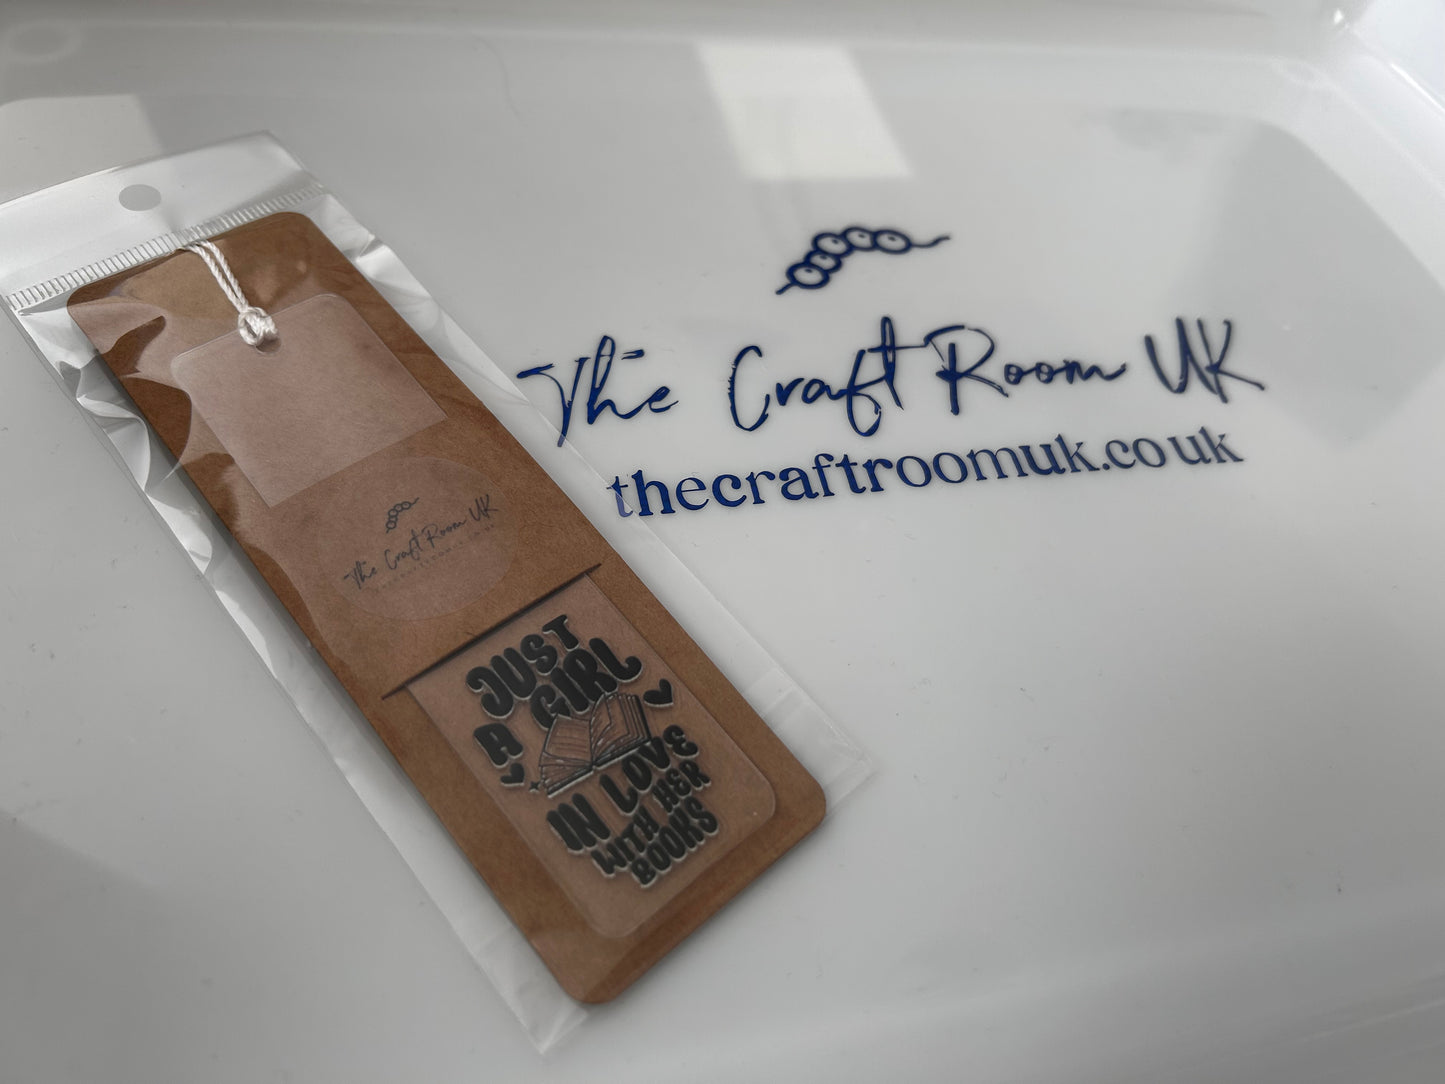 The Craft Room UK
thecraftroomuk.co.uk
The Craft Room UK
JUST
A GIRL
IN LOVE
WITH HER
BOOKS